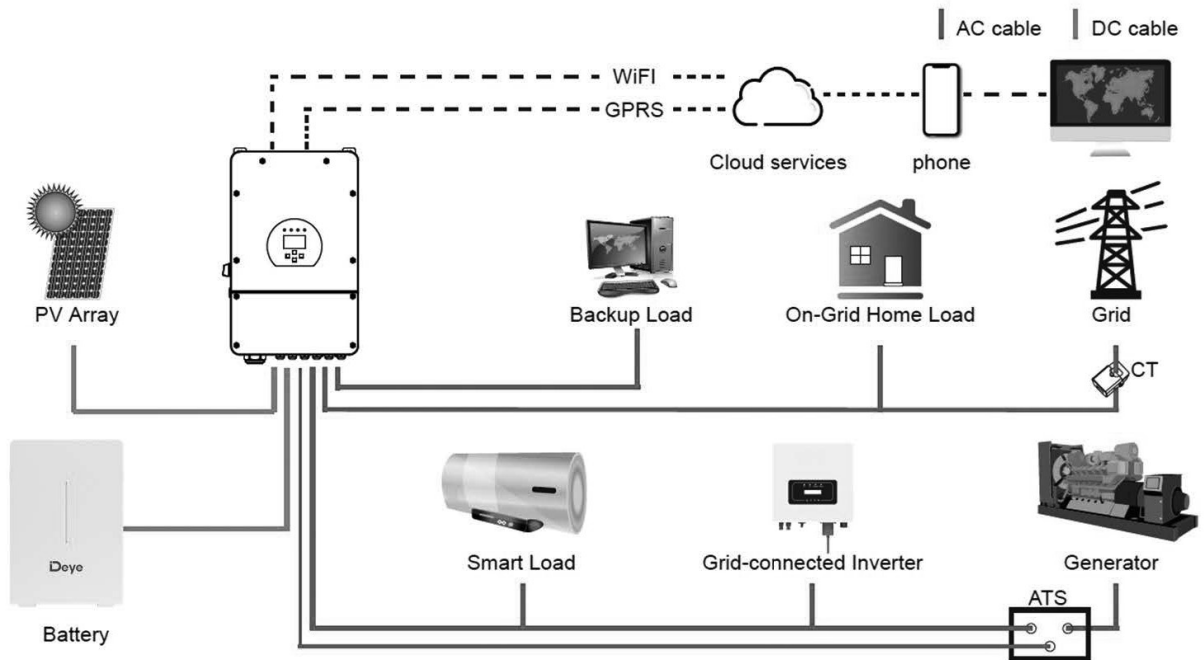 AC cable
DC cable
WiFI
GPRS
Cloud services
phone
PV Array
Backup Load
On-Grid Home Load
Grid
CT
Deye
Battery
Smart Load
Grid-connected Inverter
Generator
ATS